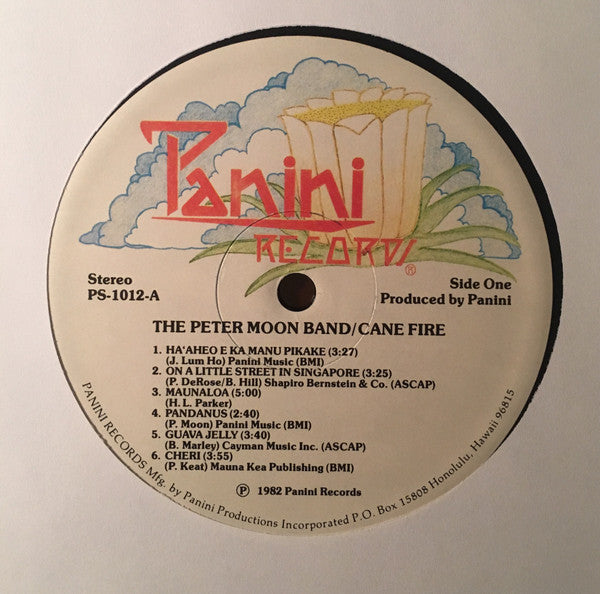 Panini
RECORDS®
Stereo
PS-1012-A
Side One
Produced by Panini
THE PETER MOON BAND/CANE FIRE
1. HA'AHEO E KA MANU PIKAKE (3:27)
(J. Lum Ho) Panini Music (BMI)
2. ON A LITTLE STREET IN SINGAPORE (3:25)
(P. DeRose/B. Hill) Shapiro Bernstein & Co. (ASCAP)
3. MAUNALOA (5:00)
(H. L. Parker)
4. PANDANUS (2:40)
(P. Moon) Panini Music (BMI)
5. GUAVA JELLY (3:40)
(B. Marley) Cayman Music Inc. (ASCAP)
6. CHERI (3:55)
(P. Keat) Mauna Kea Publishing (BMI)
℗ 1982 Panini Records
PANINI RECORDS Mfg. by Panini Productions Incorporated P.O. Box 15808 Honolulu, Hawaii 96815